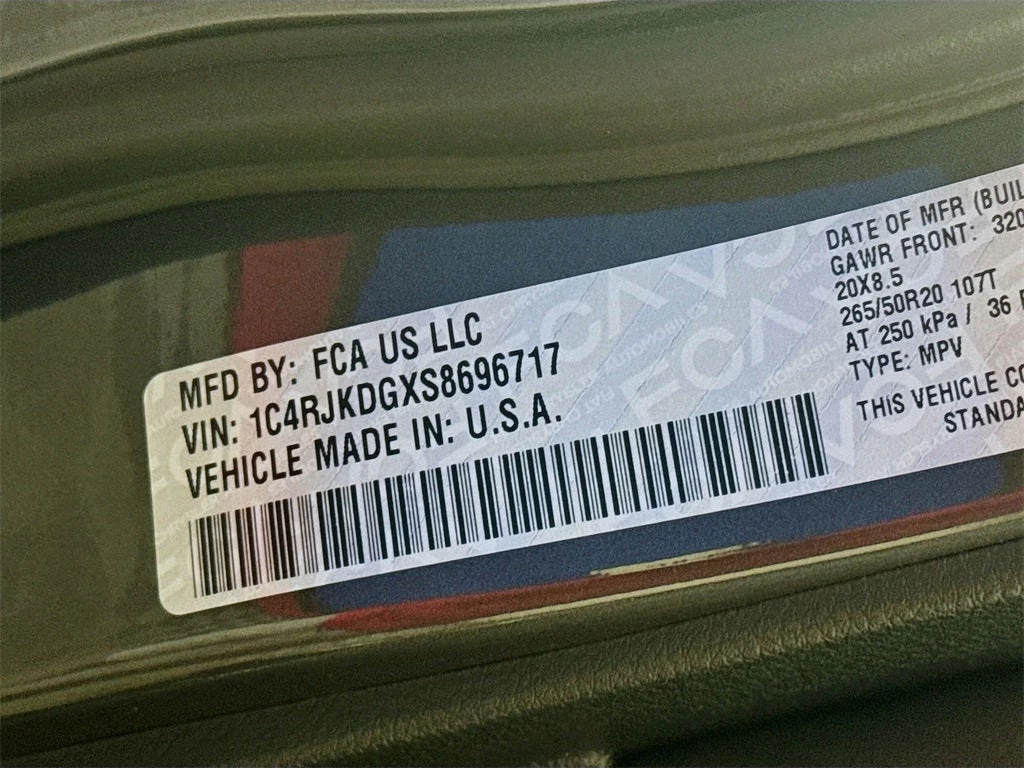 MFD BY: FCA US LLC
VIN: 1C4RJKDGXS8696717
VEHICLE MADE IN: U.S.A.
DATE OF MFR (BUIL
GAWR FRONT: 320
20X8.5
265/50R20 107T
AT 250 kPa / 36
TYPE: MPV
THIS VEHICLE CO
STANDA